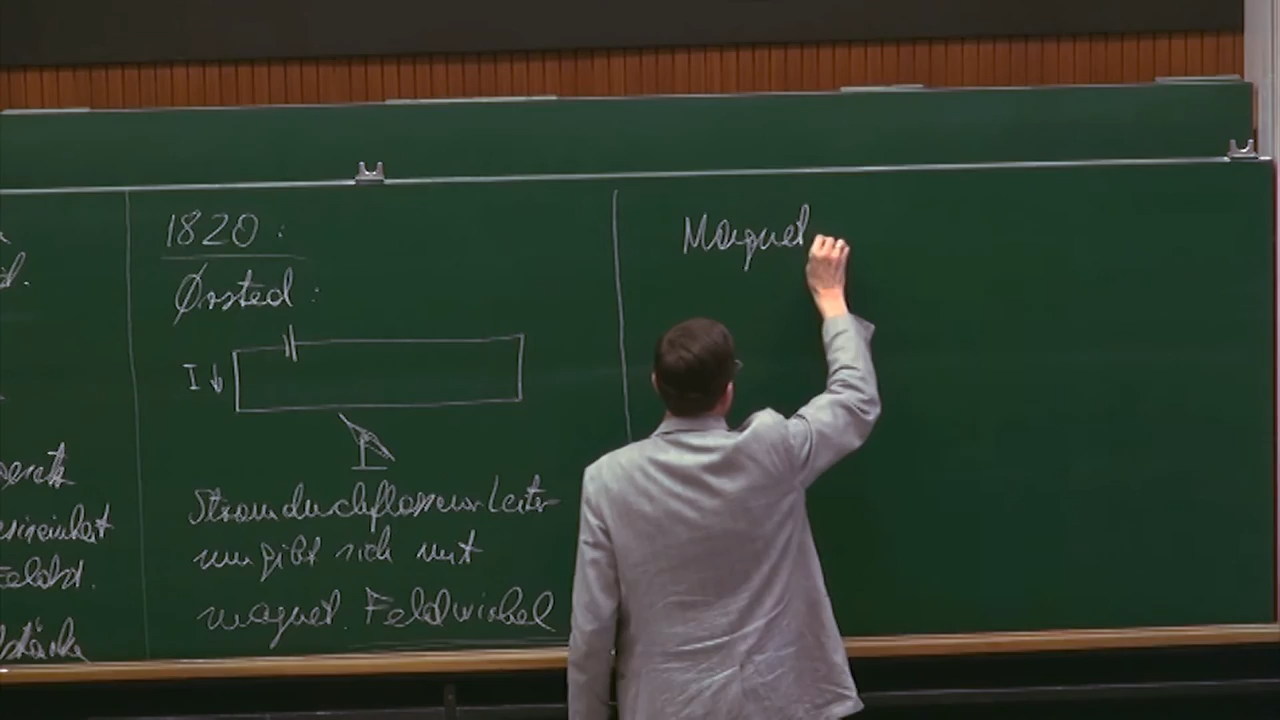 1820:
Ørsted:
I
Stromdurchflossener Leiter
umgibt sich mit
magnet. Feldwirbel
Magnet